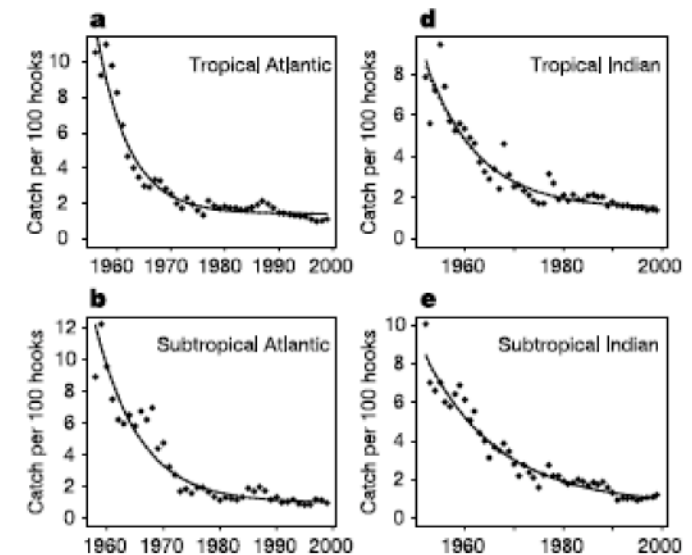 a
Catch per 100 hooks
10
8
6
4
2
0
Tropical Atlantic
1960 1970 1980 1990 2000
d
Catch per 100 hooks
8
6
4
2
0
Tropical Indian
1960 1980 2000
b
Catch per 100 hooks
12
10
8
6
4
2
0
Subtropical Atlantic
1960 1970 1980 1990 2000
e
Catch per 100 hooks
10
8
6
4
2
0
Subtropical Indian
1960 1980 2000